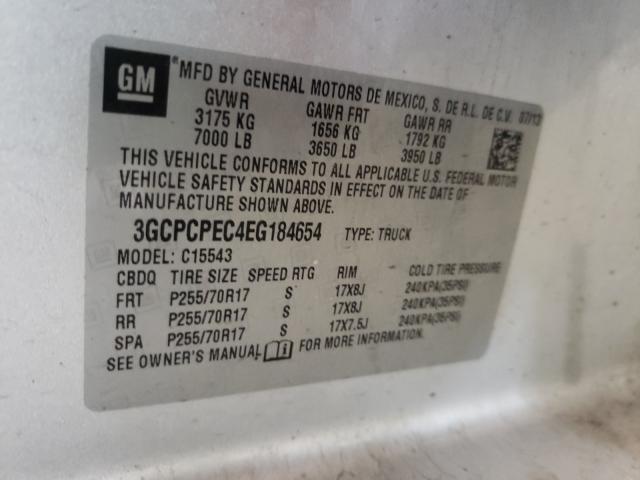 GM
® MFD BY GENERAL MOTORS DE MEXICO, S. DE R.L. DE C.V. 07/13
GVWR GAWR FRT GAWR RR
3175 KG 1656 KG 1792 KG
7000 LB 3650 LB 3950 LB
THIS VEHICLE CONFORMS TO ALL APPLICABLE U.S. FEDERAL MOTOR
VEHICLE SAFETY STANDARDS IN EFFECT ON THE DATE OF
MANUFACTURE SHOWN ABOVE.
3GCPCPEC4EG184654 TYPE: TRUCK
MODEL: C15543
CBDQ TIRE SIZE SPEED RTG RIM COLD TIRE PRESSURE
FRT P255/70R17 S 17X8J 240KPA(35PSI)
RR P255/70R17 S 17X8J 240KPA(35PSI)
SPA P255/70R17 S 17X7.5J 240KPA(35PSI)
SEE OWNER'S MANUAL FOR MORE INFORMATION.